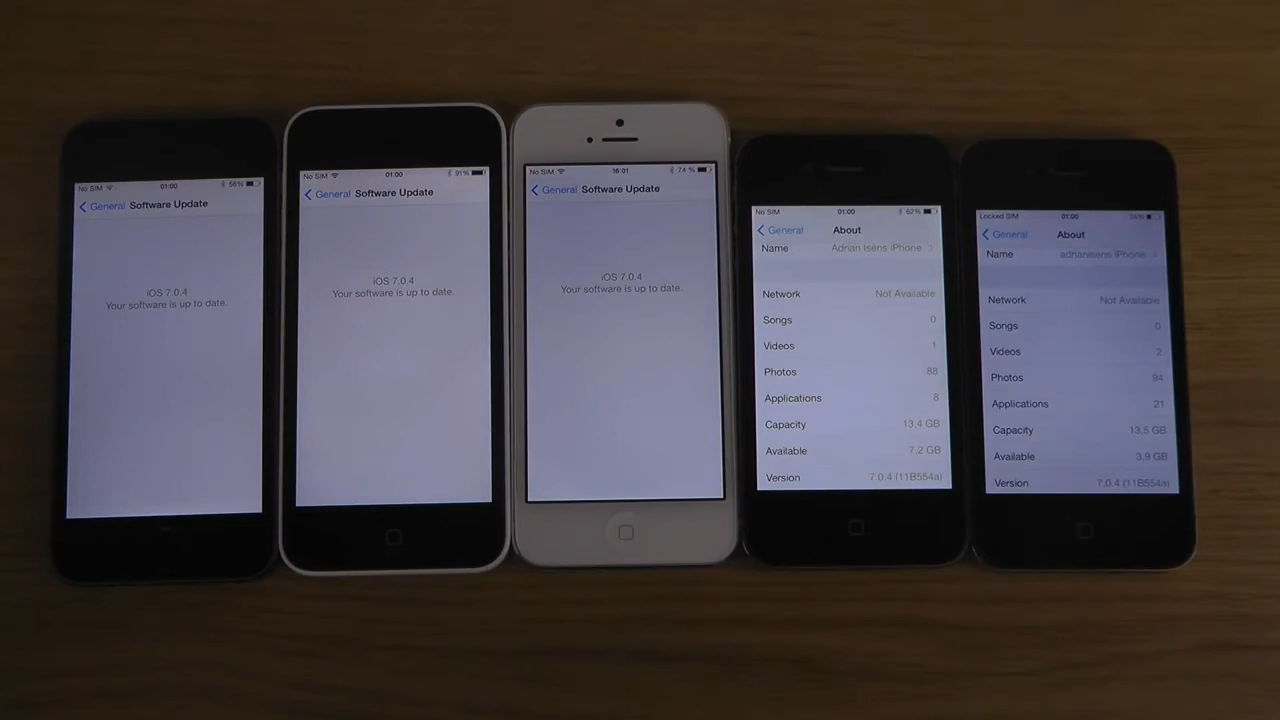 No SIM 01:00 56%
General Software Update
iOS 7.0.4
Your software is up to date.
No SIM 01:00 91%
General Software Update
iOS 7.0.4
Your software is up to date.
No SIM 16:01 74 %
General Software Update
iOS 7.0.4
Your software is up to date.
No SIM 01:00 62%
General About
Name Adrian Iséns iPhone
Network Not Available
Songs 0
Videos 1
Photos 88
Applications 8
Capacity 13,4 GB
Available 7,2 GB
Version 7.0.4 (11B554a)
Locked SIM 01:00
General About
Name adrianisens iPhone
Network Not Available
Songs 0
Videos 2
Photos 94
Applications 21
Capacity 13,5 GB
Available 3,9 GB
Version 7.0.4 (11B554a)